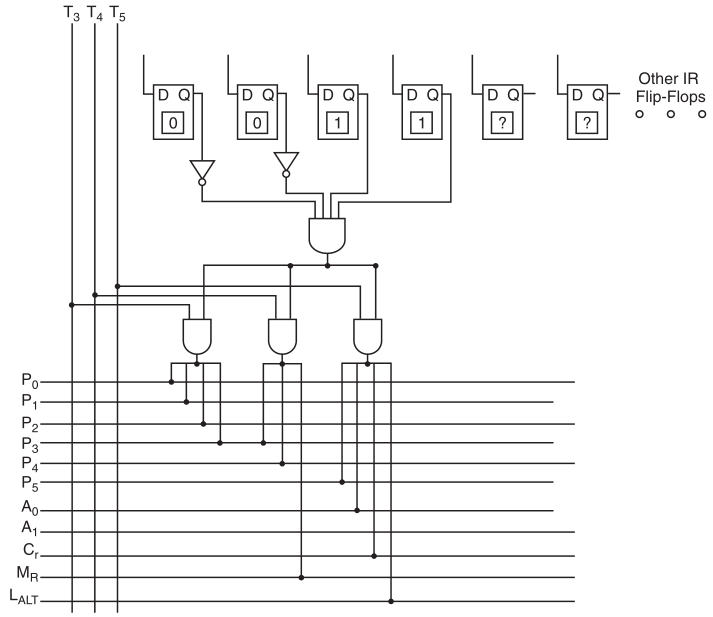 T3 T4 T5
D Q D Q D Q D Q D Q D Q
0 0 1 1 ? ?
Other IR
Flip-Flops
P0
P1
P2
P3
P4
P5
A0
A1
Cr
MR
LALT